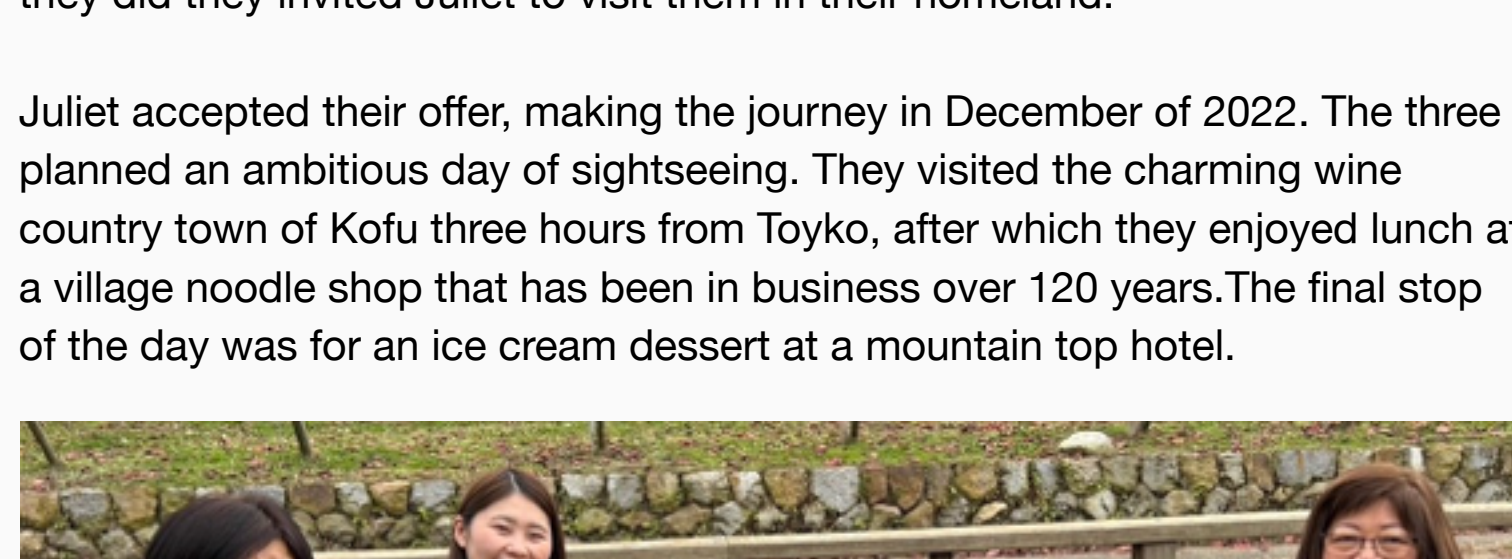 they did they invited Juliet to visit them in their homeland.
Juliet accepted their offer, making the journey in December of 2022. The three
planned an ambitious day of sightseeing. They visited the charming wine
country town of Kofu three hours from Toyko, after which they enjoyed lunch at
a village noodle shop that has been in business over 120 years.The final stop
of the day was for an ice cream dessert at a mountain top hotel.